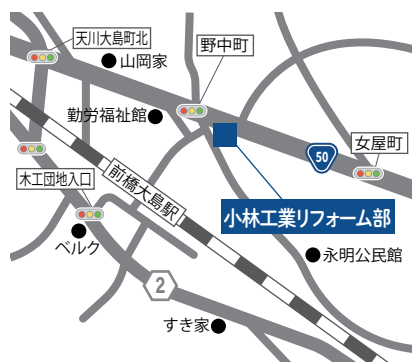 天川大島町北
山岡家
野中町
勤労福祉館
50
女屋町
木工団地入口
前橋大島駅
小林工業リフォーム部
ベルク
永明公民館
2
すき家